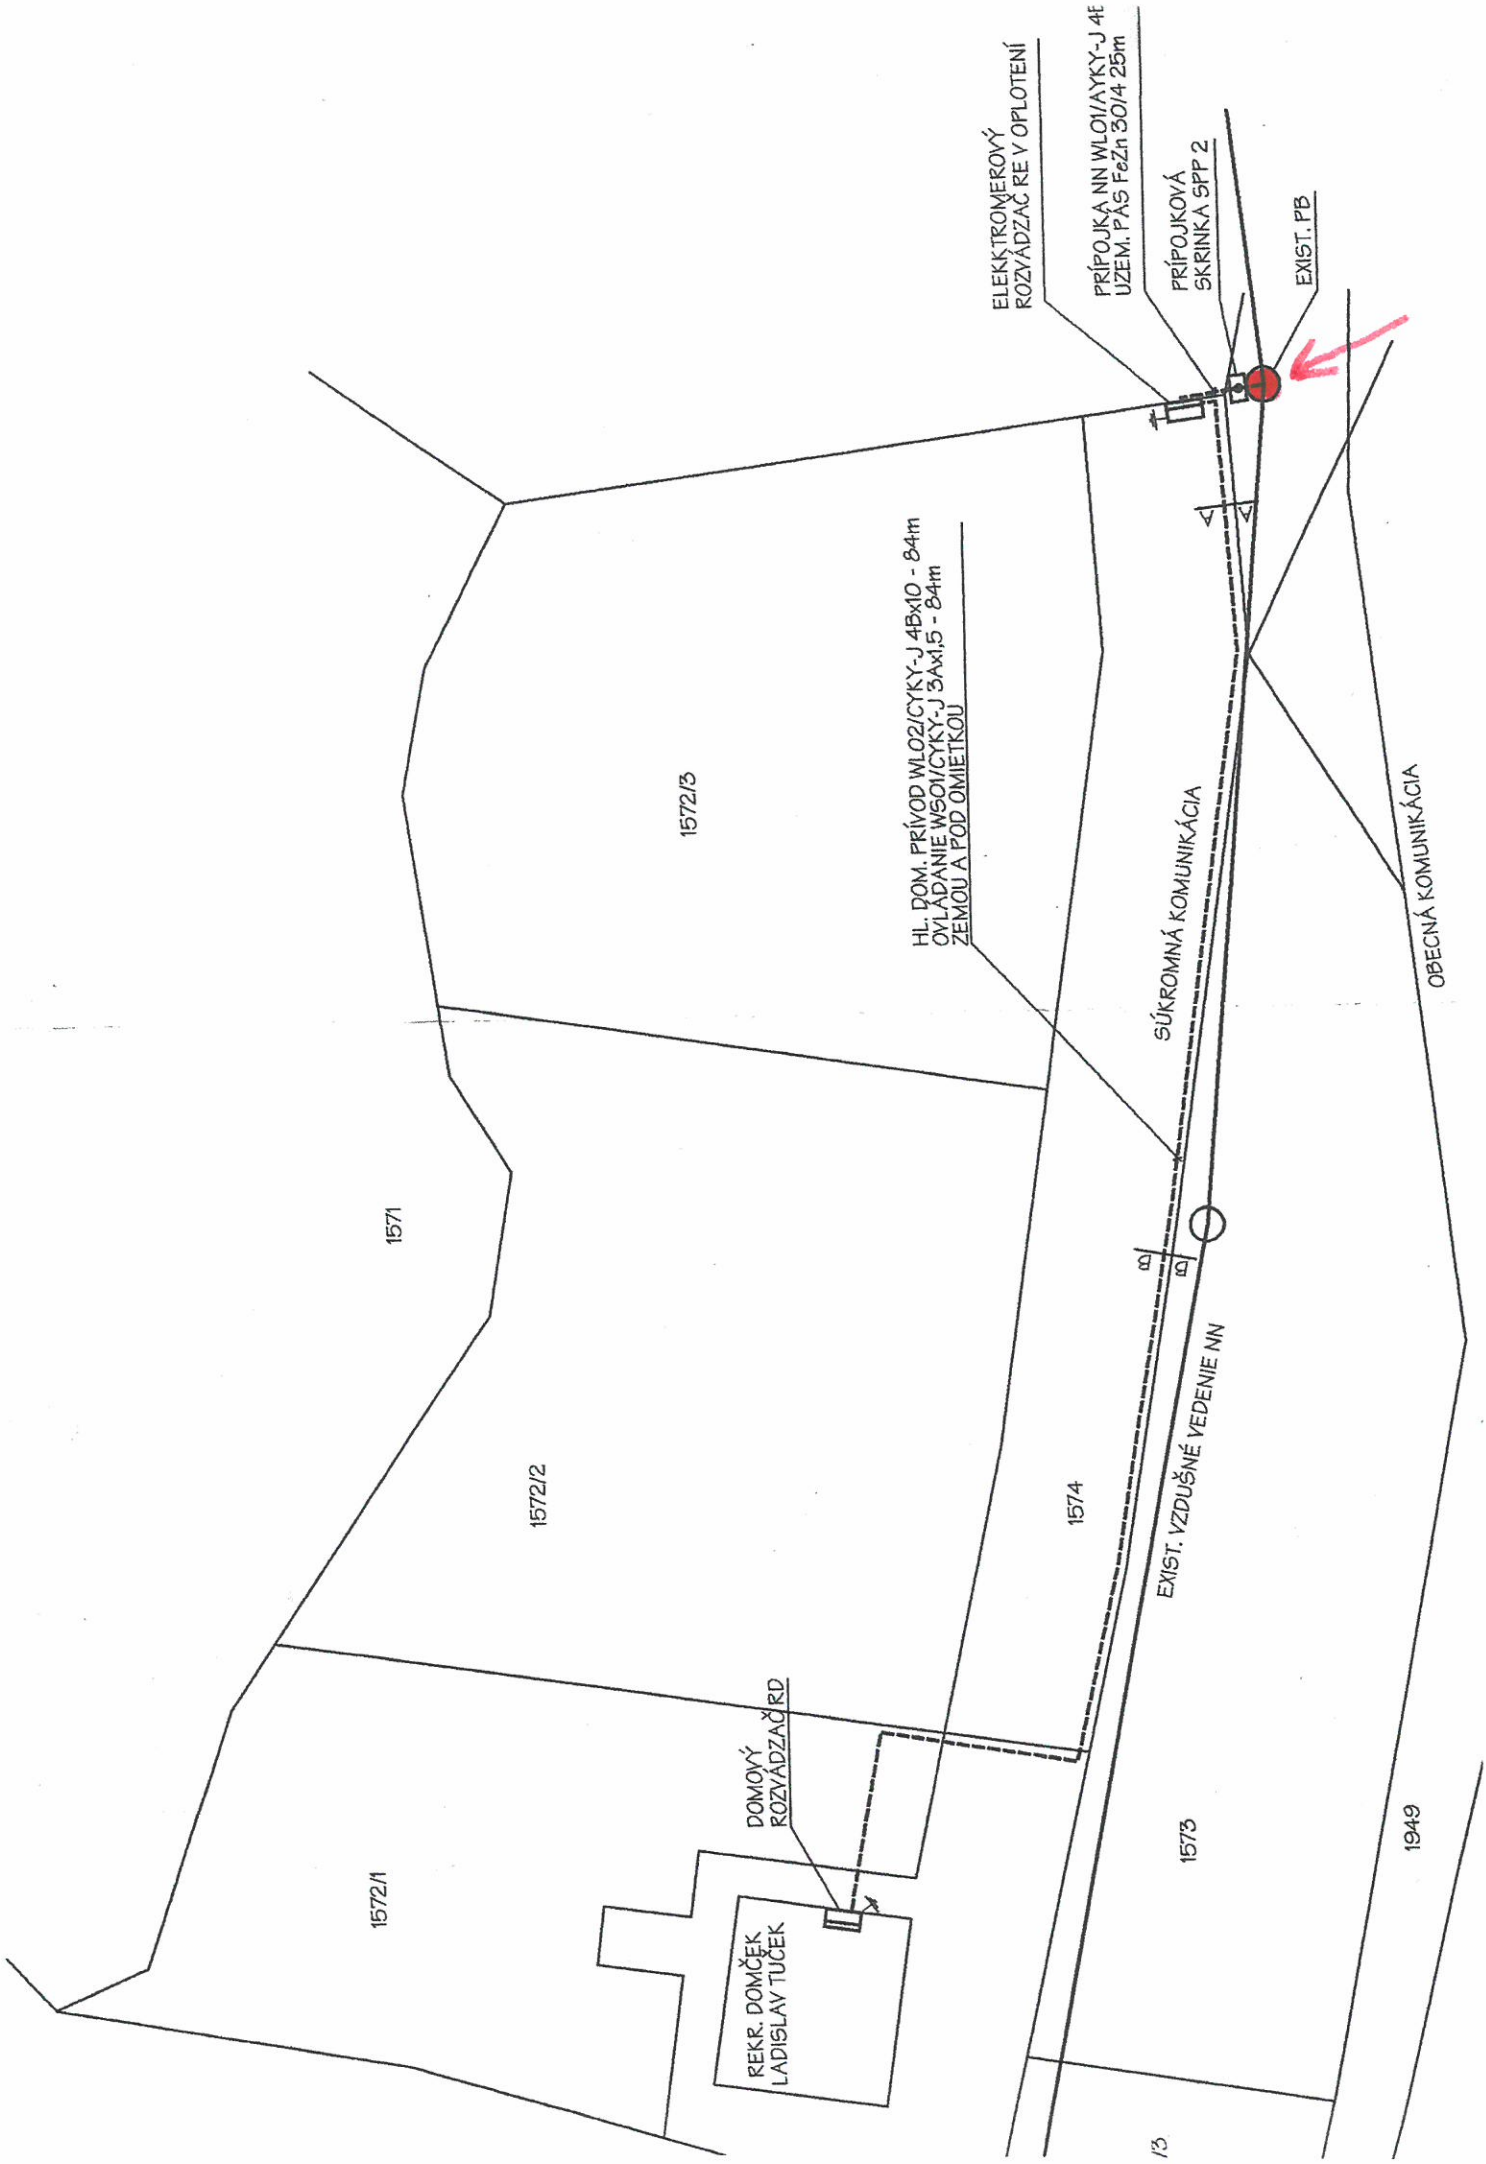 1571
1572/1
1572/2
1572/3
DOMOVÝ
ROZVÁDZAČ RD
REKR. DOMČEK
LADISLAV TUČEK
HL. DOM. PRÍVOD WL02/CYKY-J 4Bx10 - 84m
OVLÁDANIE WS01/CYKY-J 3Ax1,5 - 84m
ZEMOU A POD OMIETKOU
ELEKKTROMEROVÝ
ROZVÁDZAČ RE V OPLOTENÍ
PRÍPOJKA NN WL01/AYKY-J 4B
UZEM. PÁS FeZn 30/4 25m
PRÍPOJKOVÁ
SKRINKA SPP 2
EXIST. PB
1574
SÚKROMNÁ KOMUNIKÁCIA
A
A
B
B
EXIST. VZDUŠNÉ VEDENIE NN
OBECNÁ KOMUNIKÁCIA
1573
1949
/3